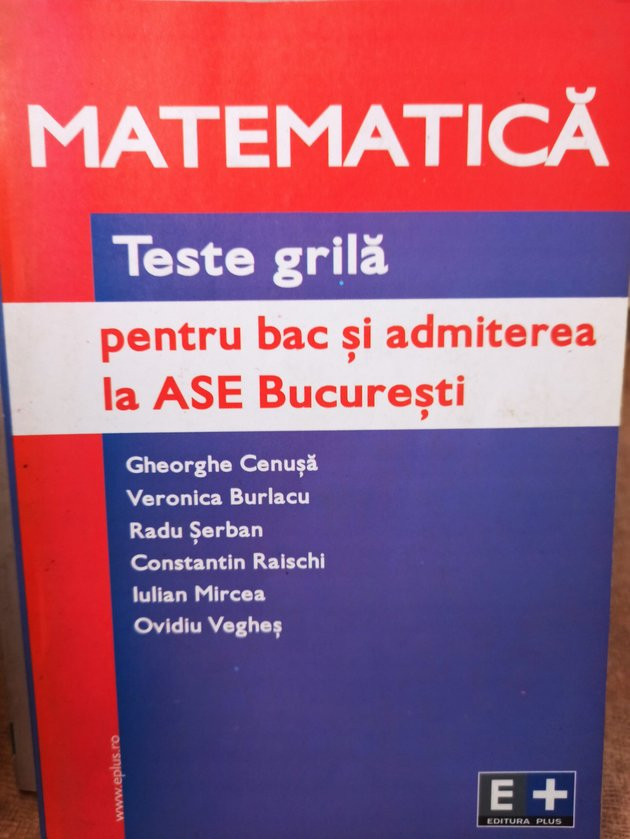 MATEMATICĂ
Teste grilă
pentru bac și admiterea
la ASE București
Gheorghe Cenușă
Veronica Burlacu
Radu Șerban
Constantin Raischi
Iulian Mircea
Ovidiu Vegheș
www.eplus.ro
E +
EDITURA PLUS